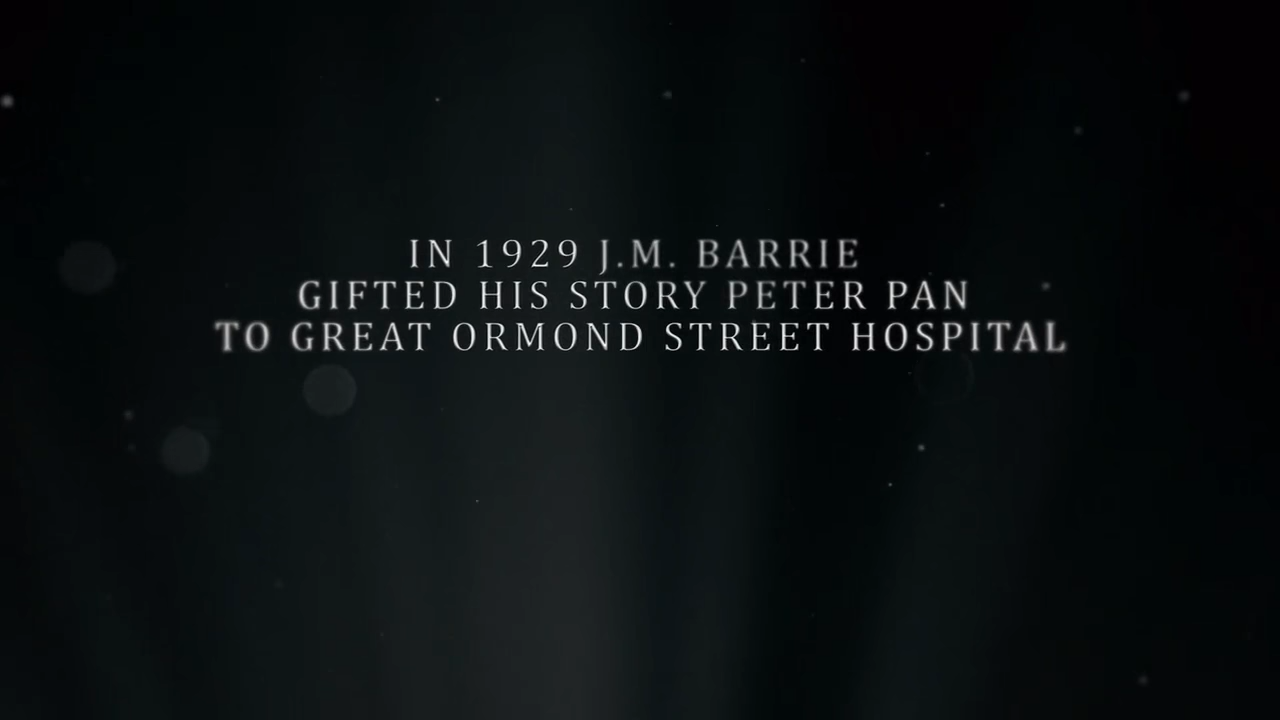 IN 1929 J.M. BARRIE
GIFTED HIS STORY PETER PAN
TO GREAT ORMOND STREET HOSPITAL